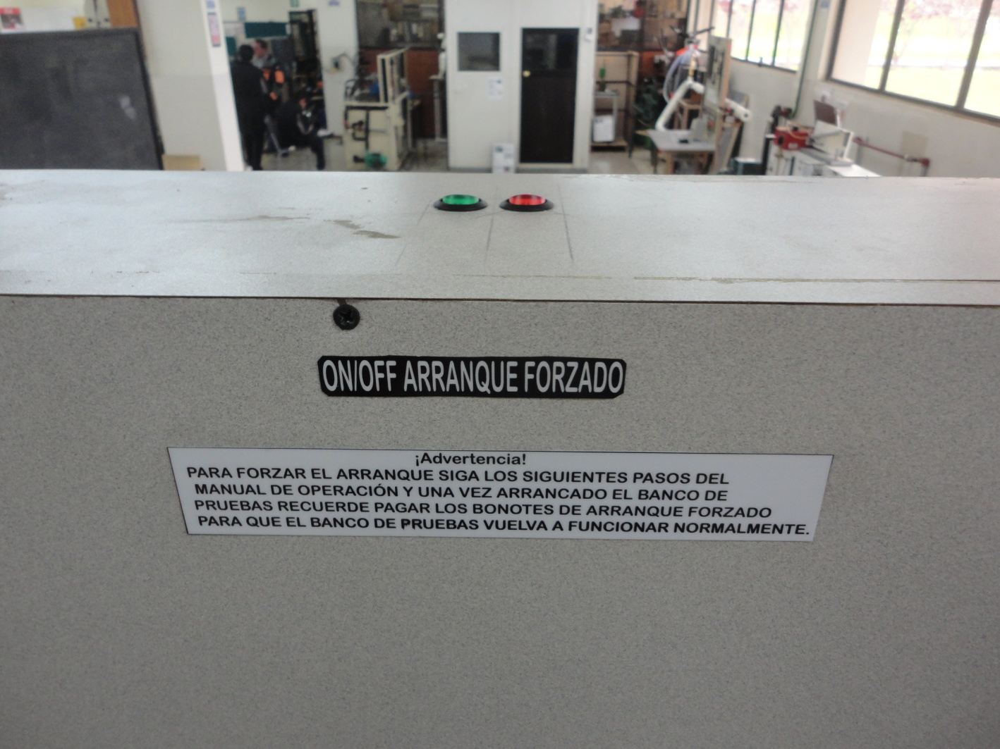 ON/OFF ARRANQUE FORZADO
¡Advertencia!
PARA FORZAR EL ARRANQUE SIGA LOS SIGUIENTES PASOS DEL
MANUAL DE OPERACIÓN Y UNA VEZ ARRANCADO EL BANCO DE
PRUEBAS RECUERDE PAGAR LOS BONOTES DE ARRANQUE FORZADO
PARA QUE EL BANCO DE PRUEBAS VUELVA A FUNCIONAR NORMALMENTE.